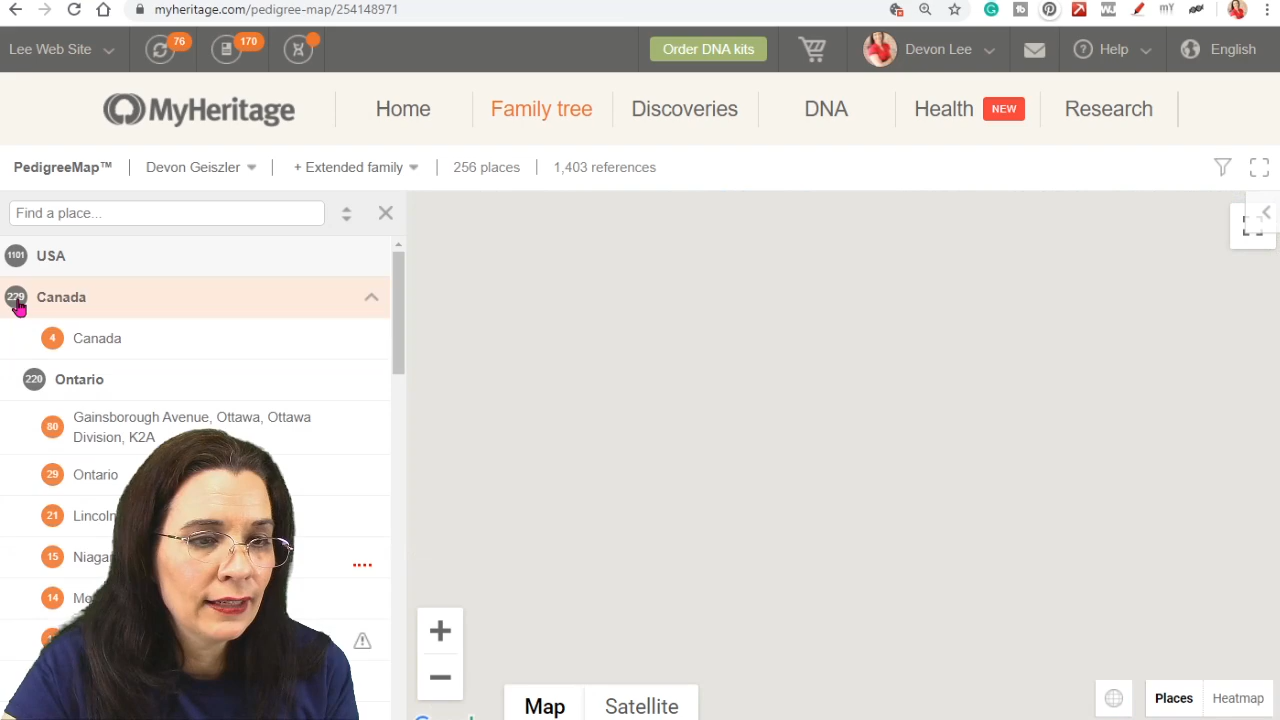 myheritage.com/pedigree-map/254148971
Lee Web Site 76 170 Order DNA kits Devon Lee Help English
MyHeritage Home Family tree Discoveries DNA Health NEW Research
PedigreeMap™ Devon Geiszler + Extended family 256 places 1,403 references
Find a place...
1101 USA
229 Canada
4 Canada
220 Ontario
80 Gainsborough Avenue, Ottawa, Ottawa
Division, K2A
29 Ontario
21 Lincoln
15
14
Map Satellite
Places Heatmap